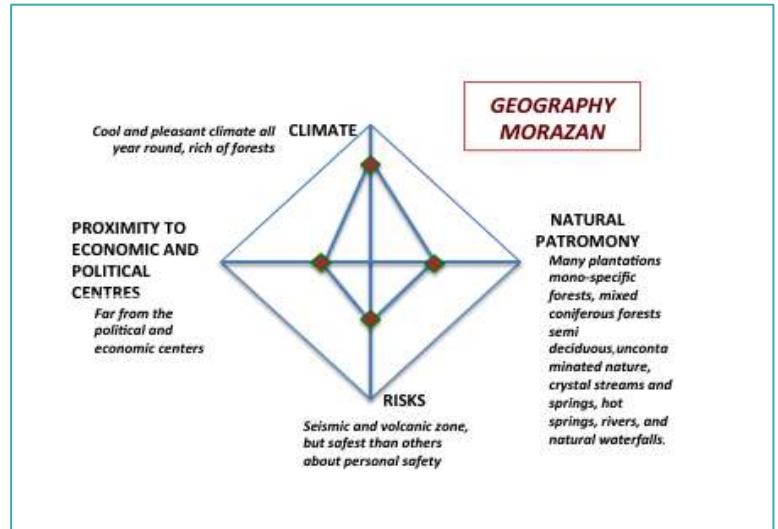 GEOGRAPHY
MORAZAN
CLIMATE
Cool and pleasant climate all
year round, rich of forests
PROXIMITY TO
ECONOMIC AND
POLITICAL
CENTRES
Far from the
political and
economic centers
NATURAL
PATROMONY
Many plantations
mono-specific
forests, mixed
coniferous forests
semi
deciduous,unconta
minated nature,
crystal streams and
springs, hot
springs, rivers, and
natural waterfalls.
RISKS
Seismic and volcanic zone,
but safest than others
about personal safety